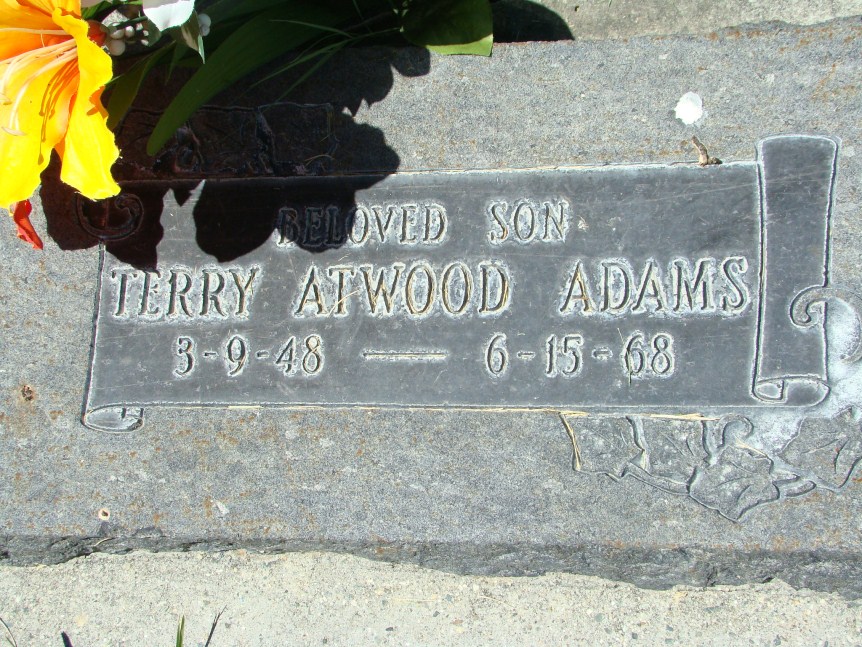 BELOVED SON
TERRY ATWOOD ADAMS
3-9-48 — 6-15-68